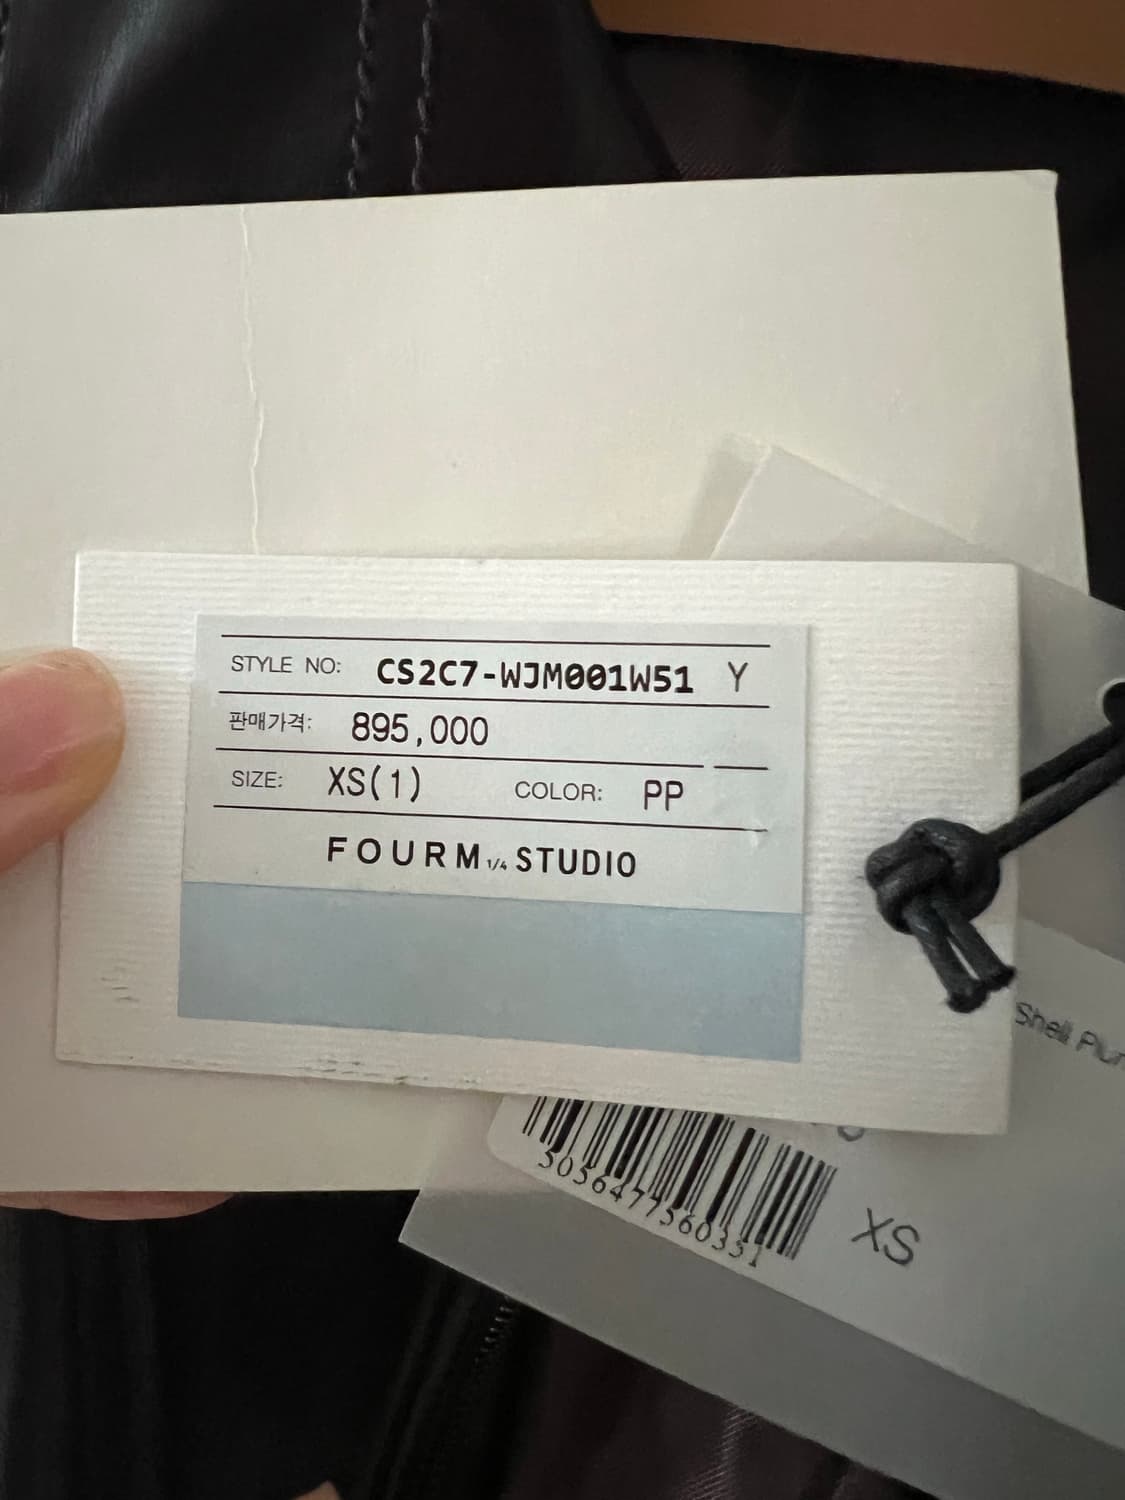 STYLE NO: CS2C7-WJM001W51 Y
판매가격: 895,000
SIZE: XS(1) COLOR: PP
FOURM 1/4 STUDIO
Shell
5056477560351
XS